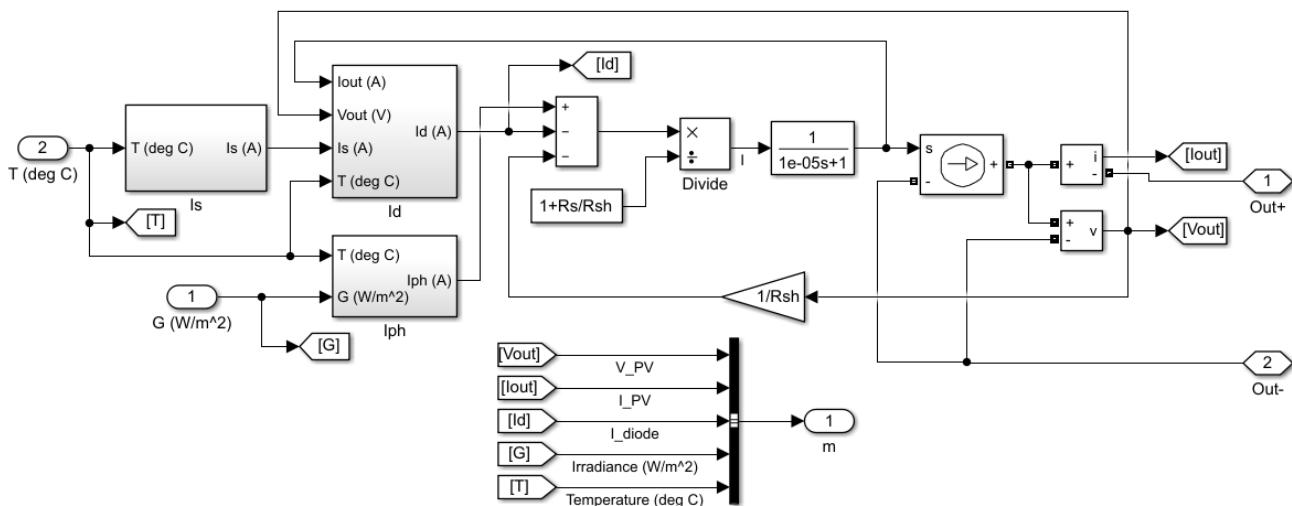 [Id]
Iout (A)
Vout (V)
Id (A)
Is (A)
T (deg C)
Id
2
T (deg C)
T (deg C)
Is (A)
Is
[T]
+
−
−
×
÷
Divide
I
1
1e-05s+1
1+Rs/Rsh
s
-
+
+
i
-
[Iout]
1
Out+
+
-
v
[Vout]
T (deg C)
Iph (A)
G (W/m^2)
Iph
1
G (W/m^2)
[G]
1/Rsh
2
Out-
[Vout]
V_PV
[Iout]
I_PV
[Id]
I_diode
[G]
Irradiance (W/m^2)
[T]
Temperature (deg C)
1
m